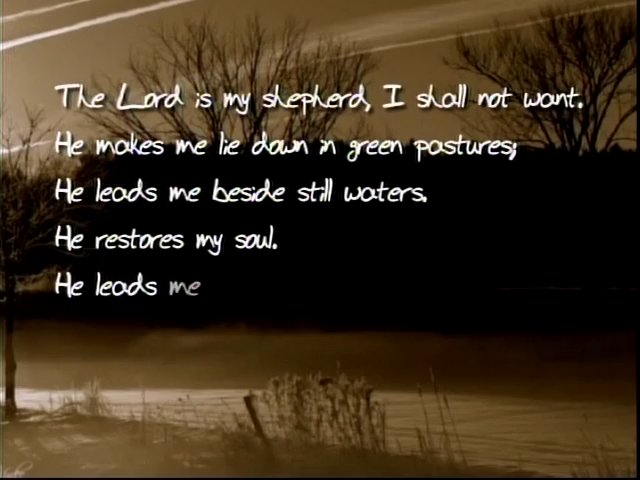 The Lord is my shepherd, I shall not want.
He makes me lie down in green pastures;
He leads me beside still waters.
He restores my soul.
He leads me